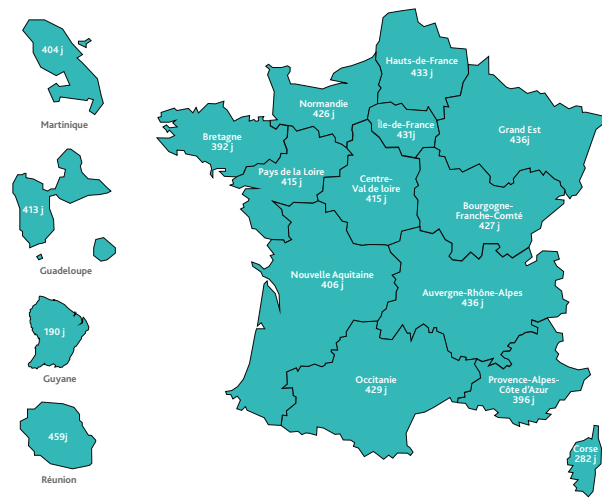 404 j
Martinique
413 j
Guadeloupe
190 j
Guyane
459j
Réunion
Hauts-de-France
433 j
Normandie
426 j
Île-de-France
431j
Grand Est
436j
Bretagne
392 j
Pays de la Loire
415 j
Centre-
Val de loire
415 j
Bourgogne-
Franche-Comté
427 j
Nouvelle Aquitaine
406 j
Auvergne-Rhône-Alpes
436 j
Occitanie
429 j
Provence-Alpes-
Côte d'Azur
396 j
Corse
282 j